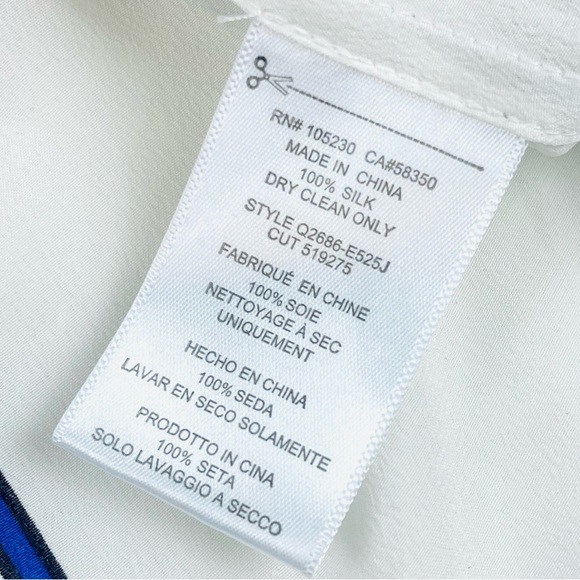 RN# 105230 CA#58350
MADE IN CHINA
100% SILK
DRY CLEAN ONLY
STYLE Q2686-E525J
CUT 519275
FABRIQUÉ EN CHINE
100% SOIE
NETTOYAGE À SEC
UNIQUEMENT
HECHO EN CHINA
100% SEDA
LAVAR EN SECO SOLAMENTE
PRODOTTO IN CINA
100% SETA
SOLO LAVAGGIO A SECCO